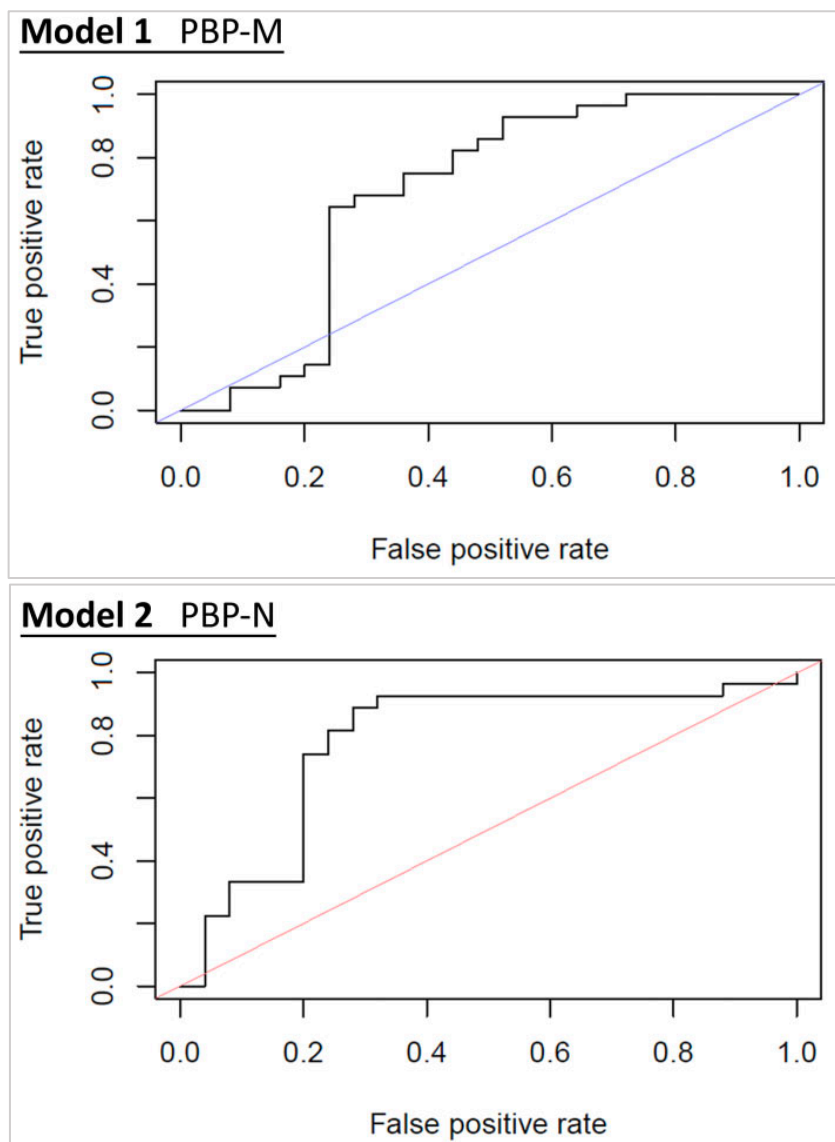 Model 1 PBP-M
True positive rate
1.0
0.8
0.4
0.0
0.0 0.2 0.4 0.6 0.8 1.0
False positive rate
Model 2 PBP-N
True positive rate
1.0
0.8
0.4
0.0
0.0 0.2 0.4 0.6 0.8 1.0
False positive rate